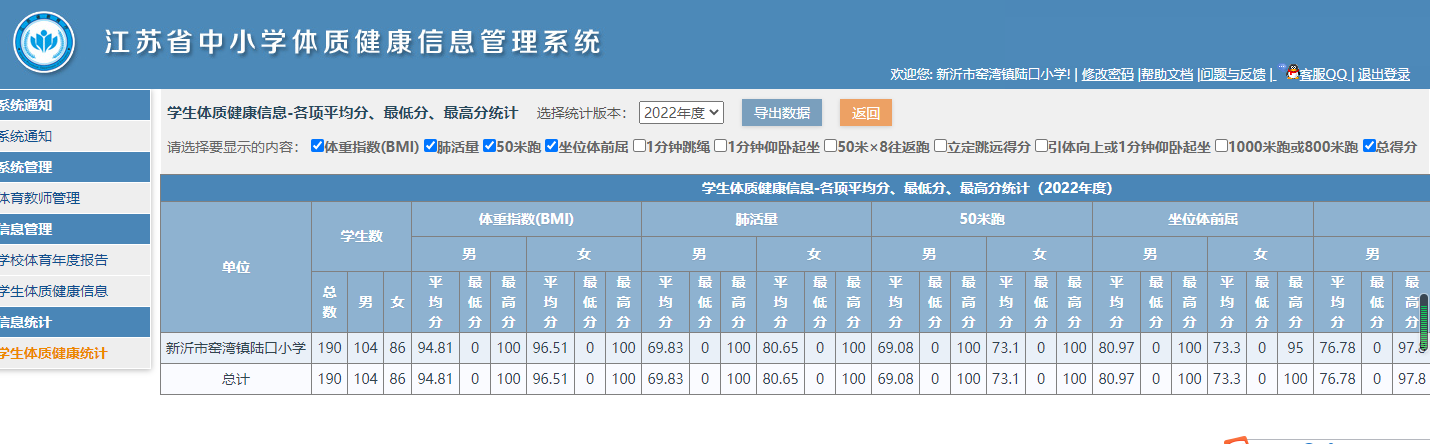 江苏省中小学体质健康信息管理系统
欢迎您: 新沂市窑湾镇陆口小学! | 修改密码 |帮助文档 |问题与反馈 | 客服QQ | 退出登录
系统通知
系统通知
系统管理
体育教师管理
信息管理
学校体育年度报告
学生体质健康信息
信息统计
学生体质健康统计
学生体质健康信息-各项平均分、最低分、最高分统计 选择统计版本： 2022年度 导出数据 返回
请选择要显示的内容： 体重指数(BMI) 肺活量 50米跑 坐位体前屈 1分钟跳绳 1分钟仰卧起坐 50米×8往返跑 立定跳远得分 引体向上或1分钟仰卧起坐 1000米跑或800米跑 总得分
学生体质健康信息-各项平均分、最低分、最高分统计（2022年度）
单位 学生数 体重指数(BMI) 肺活量 50米跑 坐位体前屈
男 女 男 女 男 女 男 女 男
总数 男 女 平均分 最低分 最高分 平均分 最低分 最高分 平均分 最低分 最高分 平均分 最低分 最高分 平均分 最低分 最高分 平均分 最低分 最高分 平均分 最低分 最高分 平均分 最低分 最高分 平均分 最低分 最高分
新沂市窑湾镇陆口小学 190 104 86 94.81 0 100 96.51 0 100 69.83 0 100 80.65 0 100 69.08 0 100 73.1 0 100 80.97 0 100 73.3 0 95 76.78 0 97.8
总计 190 104 86 94.81 0 100 96.51 0 100 69.83 0 100 80.65 0 100 69.08 0 100 73.1 0 100 80.97 0 100 73.3 0 100 76.78 0 97.8